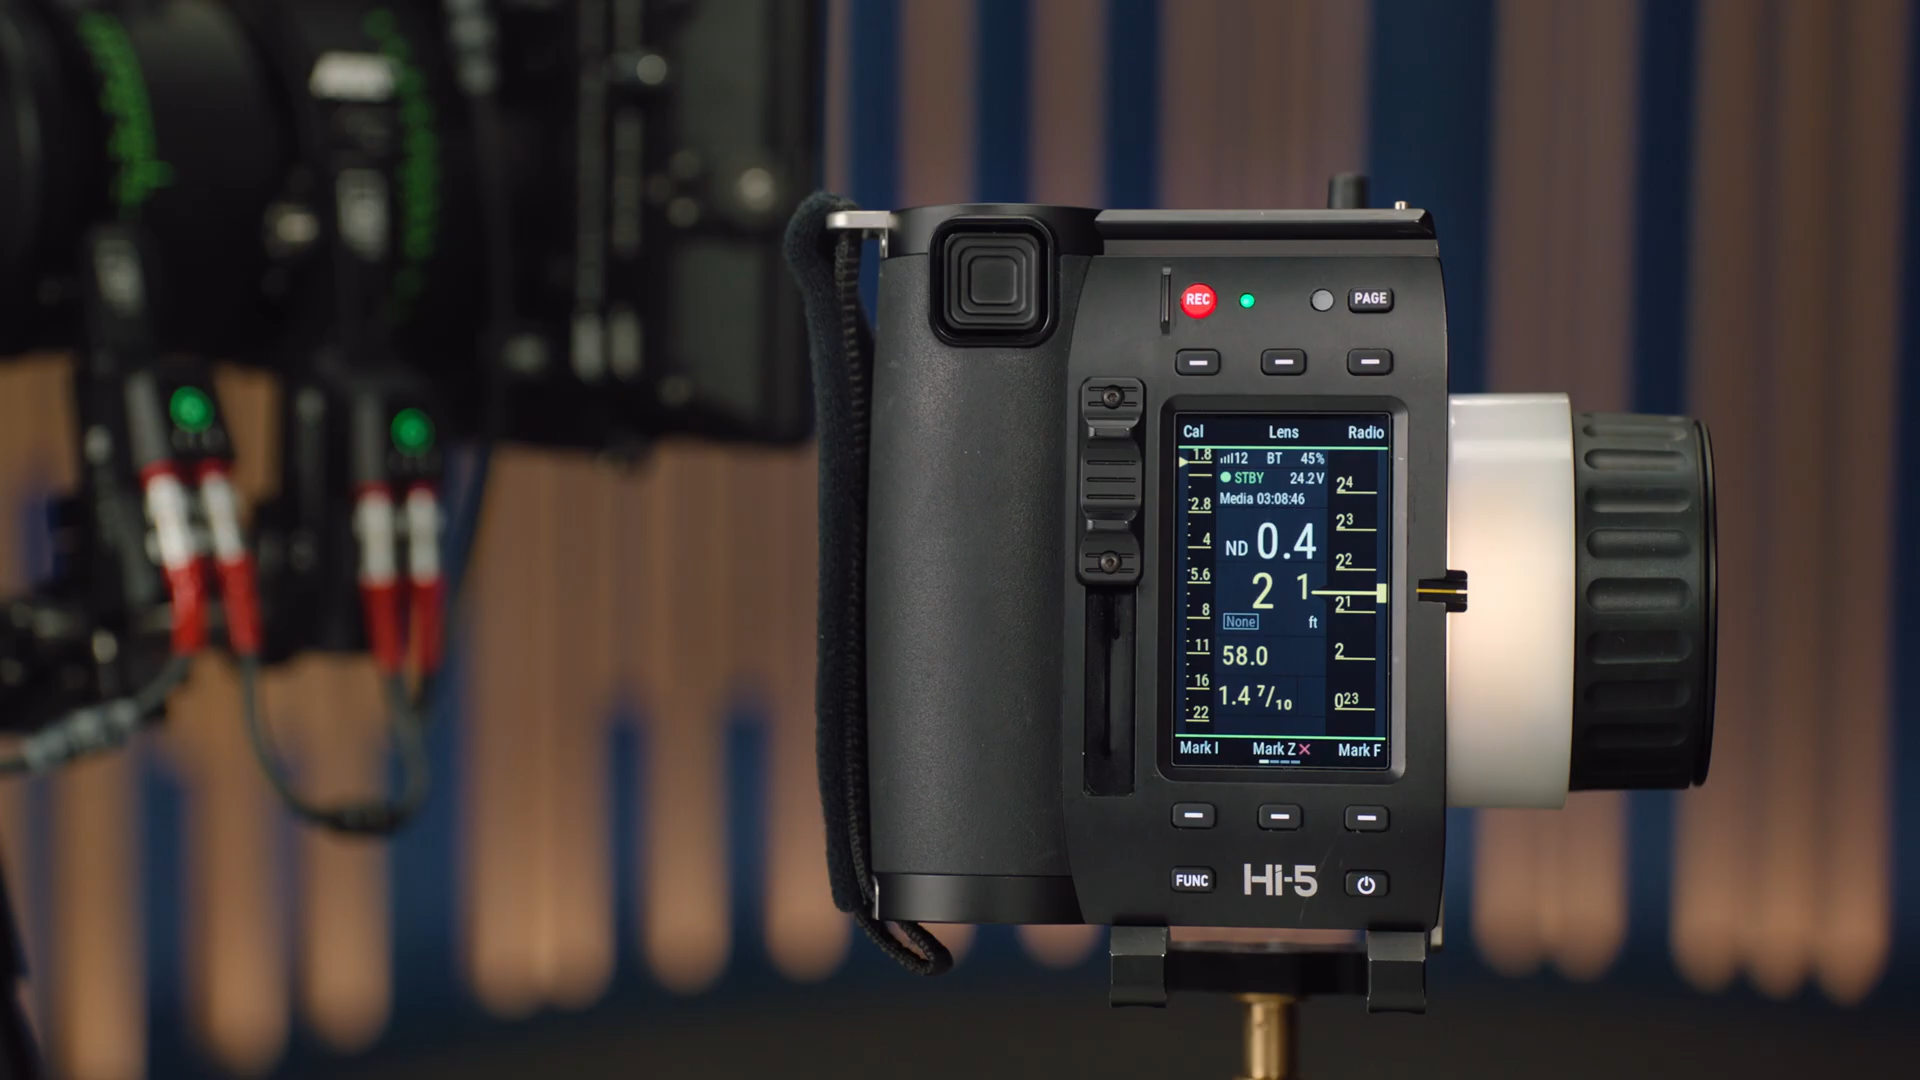 REC
PAGE
Cal Lens Radio
1.8
2.8
4
5.6
8
11
16
22
12 BT 45%
STBY 24.2V
Media 03:08:46
ND 0.4
2 1
None ft
58.0
1.4 7/10
24
23
22
21
2
023
Mark I Mark Z✕ Mark F
FUNC HI-5